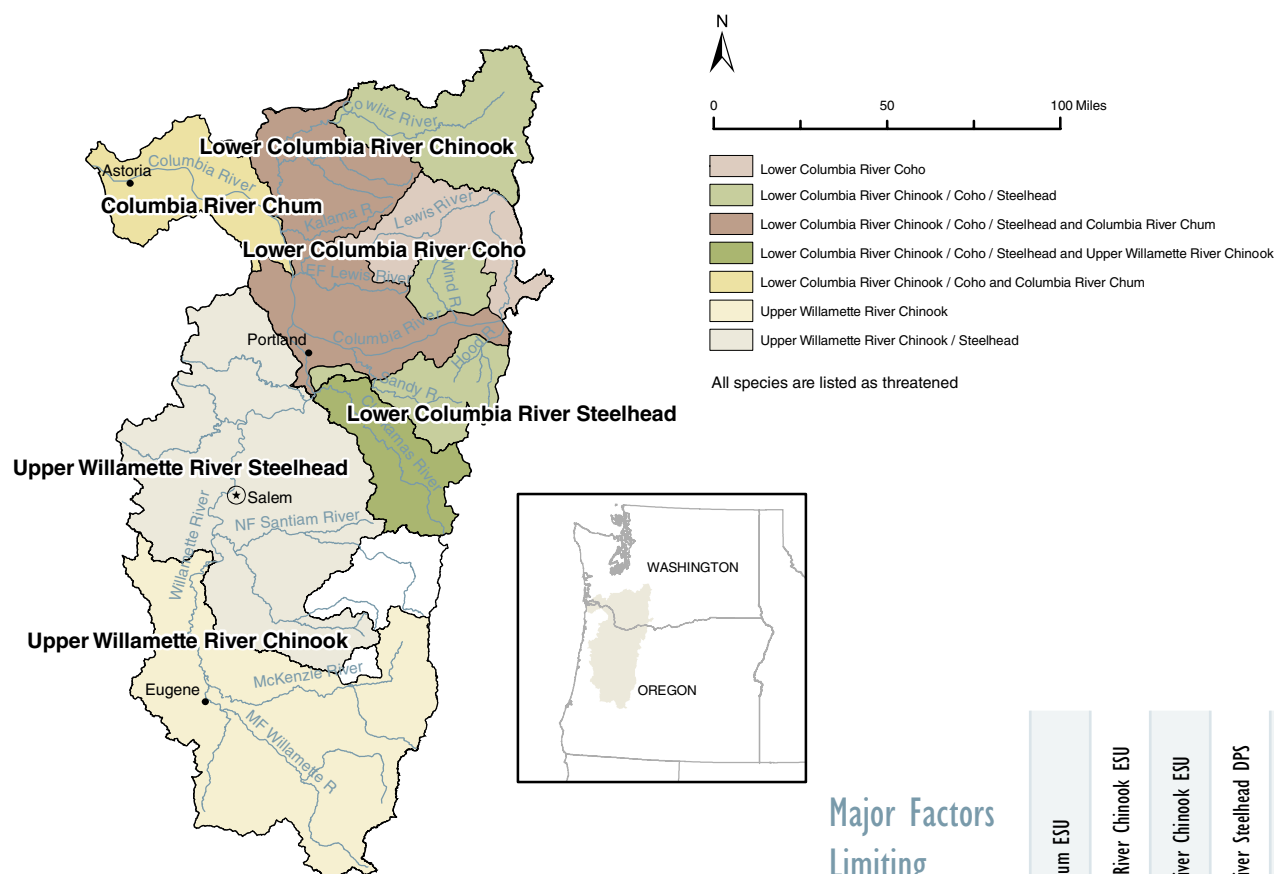 N
0 50 100 Miles
Lower Columbia River Coho
Lower Columbia River Chinook / Coho / Steelhead
Lower Columbia River Chinook / Coho / Steelhead and Columbia River Chum
Lower Columbia River Chinook / Coho / Steelhead and Upper Willamette River Chinook
Lower Columbia River Chinook / Coho and Columbia River Chum
Upper Willamette River Chinook
Upper Willamette River Chinook / Steelhead
All species are listed as threatened
Cowlitz River
Lower Columbia River Chinook
Astoria
Columbia River
Columbia River Chum
Kalama R
Lewis River
Lower Columbia River Coho
EF Lewis River
Wind R
Columbia River
Portland
Hood R
Sandy R
Lower Columbia River Steelhead
Clackamas River
Upper Willamette River Steelhead
Salem
NF Santiam River
Willamette River
Upper Willamette River Chinook
McKenzie River
Eugene
MF Willamette R
WASHINGTON
OREGON
Major Factors
Limiting
um ESU
River Chinook ESU
ver Chinook ESU
ver Steelhead DPS